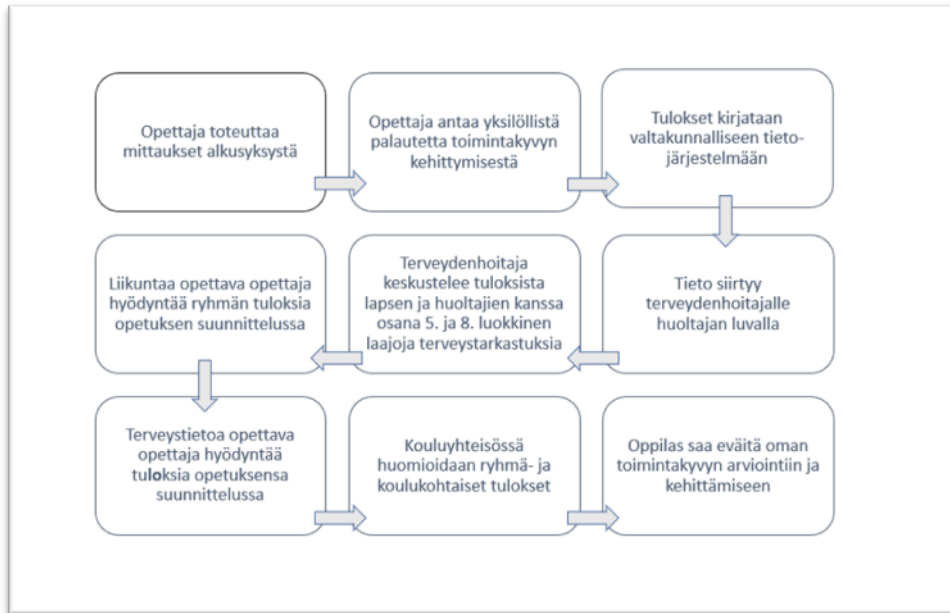 Opettaja toteuttaa
mittaukset alkusyksystä
Opettaja antaa yksilöllistä
palautetta toimintakyvyn
kehittymisestä
Tulokset kirjataan
valtakunnalliseen tieto-
järjestelmään
Tieto siirtyy
terveydenhoitajalle
huoltajan luvalla
Terveydenhoitaja
keskustelee tuloksista
lapsen ja huoltajien kanssa
osana 5. ja 8. luokkinen
laajoja terveystarkastuksia
Liikuntaa opettava opettaja
hyödyntää ryhmän tuloksia
opetuksen suunnittelussa
Terveystietoa opettava
opettaja hyödyntää
tuloksia opetuksensa
suunnittelussa
Kouluyhteisössä
huomioidaan ryhmä- ja
koulukohtaiset tulokset
Oppilas saa eväitä oman
toimintakyvyn arviointiin ja
kehittämiseen